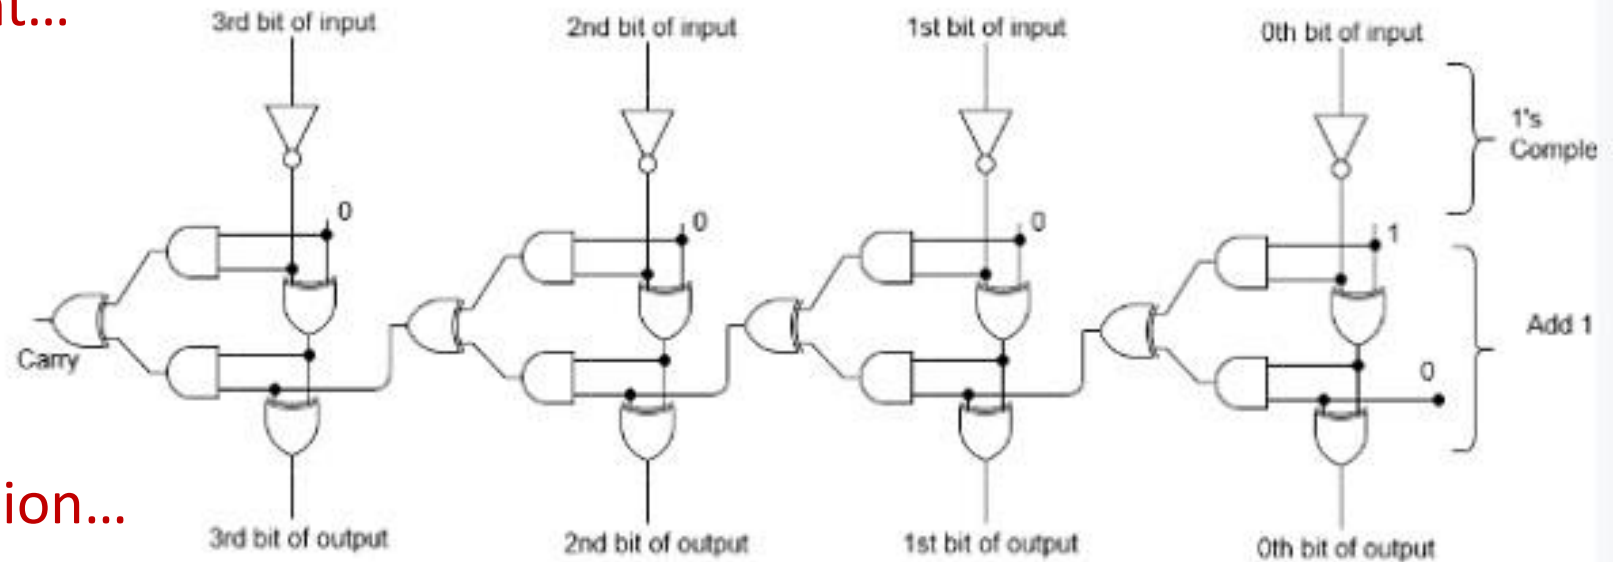 nt...
3rd bit of input
2nd bit of input
1st bit of input
0th bit of input
1's
Comple
0
0
0
1
Add 1
Carry
0
ion...
3rd bit of output
2nd bit of output
1st bit of output
0th bit of output